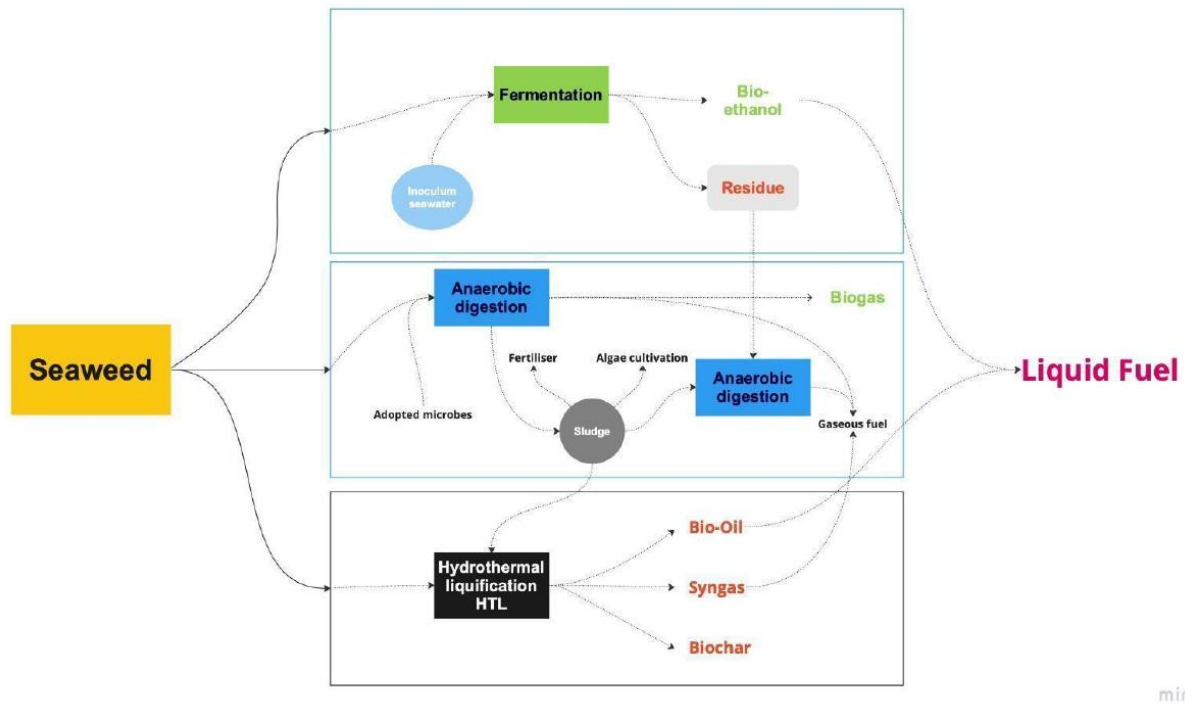 Fermentation
Bio-
ethanol
Inoculum
seawater
Residue
Anaerobic
digestion
Biogas
Seaweed
Fertiliser
Algae cultivation
Anaerobic
digestion
Liquid Fuel
Adopted microbes
Sludge
Gaseous fuel
Bio-Oil
Hydrothermal
liquification
HTL
Syngas
Biochar